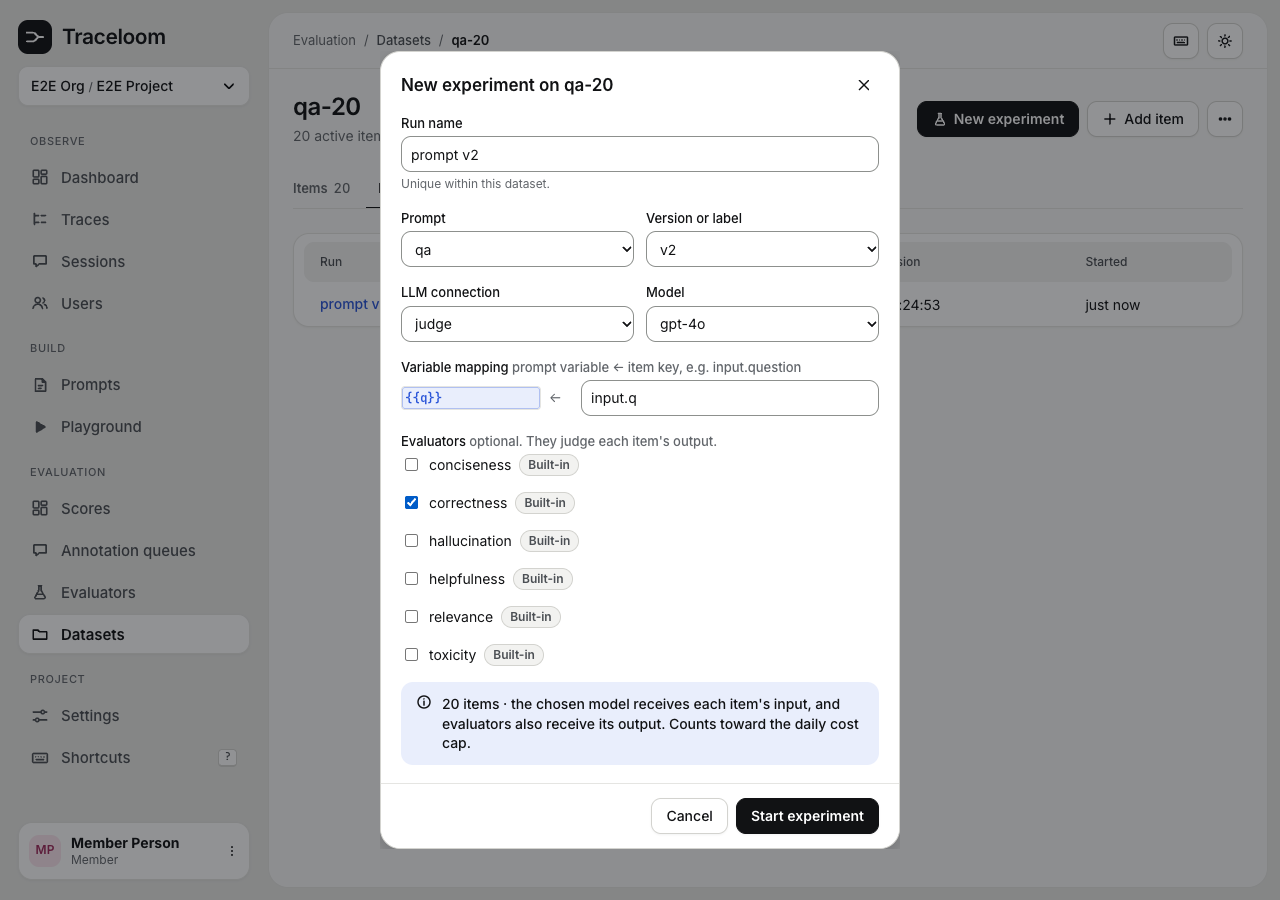 Traceloom
E2E Org / E2E Project
OBSERVE
Dashboard
Traces
Sessions
Users
BUILD
Prompts
Playground
EVALUATION
Scores
Annotation queues
Evaluators
Datasets
PROJECT
Settings
Shortcuts ?
MP Member Person
Member
Evaluation / Datasets / qa-20
qa-20
20 active
New experiment
Add item
Items 20
Run
Started
prompt
:24:53
just now
New experiment on qa-20
Run name
prompt v2
Unique within this dataset.
Prompt
Version or label
qa
v2
LLM connection
Model
judge
gpt-4o
Variable mapping prompt variable ← item key, e.g. input.question
{{q}} ← input.q
Evaluators optional. They judge each item's output.
conciseness Built-in
correctness Built-in
hallucination Built-in
helpfulness Built-in
relevance Built-in
toxicity Built-in
20 items · the chosen model receives each item's input, and
evaluators also receive its output. Counts toward the daily cost
cap.
Cancel
Start experiment